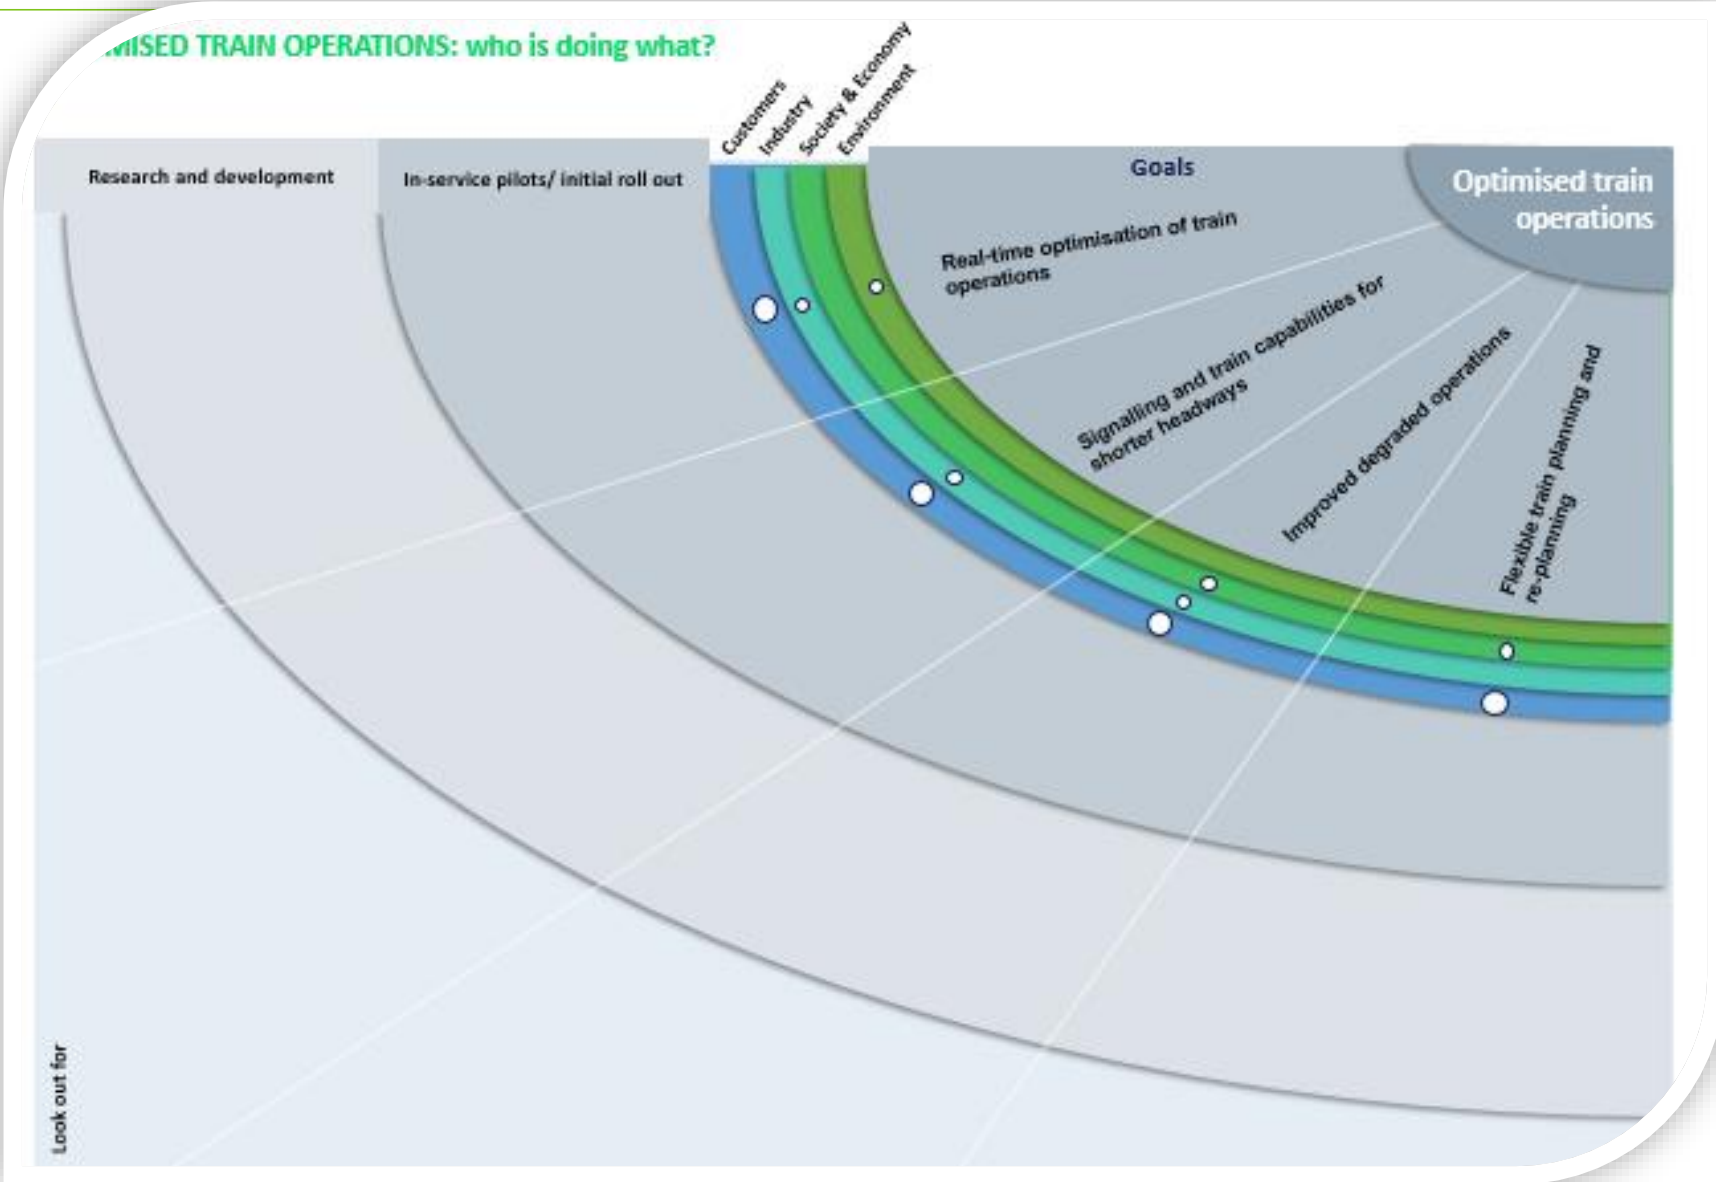 MISED TRAIN OPERATIONS: who is doing what?
Customers
Industry
Society & Economy
Environment
Research and development
In-service pilots/ initial roll out
Goals
Optimised train
operations
Real-time optimisation of train
operations
Signalling and train capabilities for
shorter headways
Improved degraded operations
Flexible train planning and
re-planning
Look out for